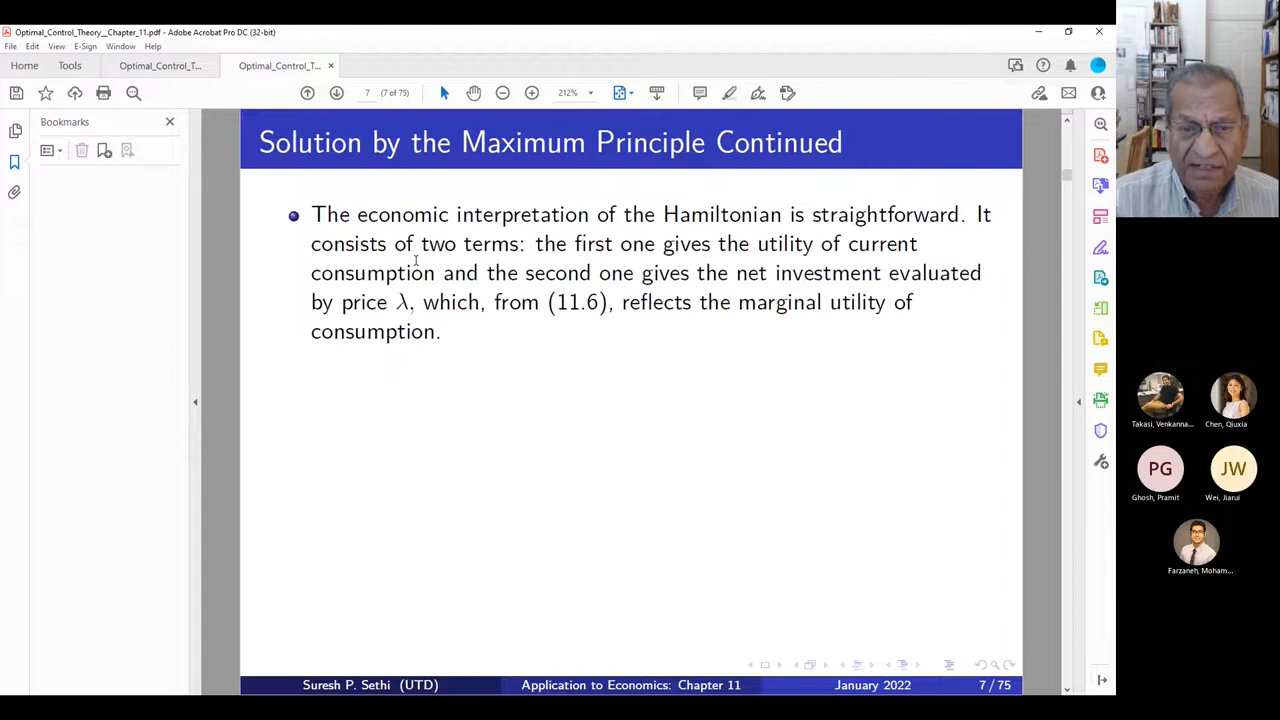 Optimal_Control_Theory__Chapter_11.pdf - Adobe Acrobat Pro DC (32-bit)
File Edit View E-Sign Window Help
Home Tools Optimal_Control_T... Optimal_Control_T... ×
7 (7 of 75) 212%
Bookmarks
Solution by the Maximum Principle Continued
The economic interpretation of the Hamiltonian is straightforward. It
consists of two terms: the first one gives the utility of current
consumption and the second one gives the net investment evaluated
by price λ, which, from (11.6), reflects the marginal utility of
consumption.
Suresh P. Sethi (UTD) Application to Economics: Chapter 11 January 2022 7 / 75
Takasi, Venkanna... Chen, Qiuxia
PG JW
Ghosh, Pramit Wei, Jiarui
Farzaneh, Moham...